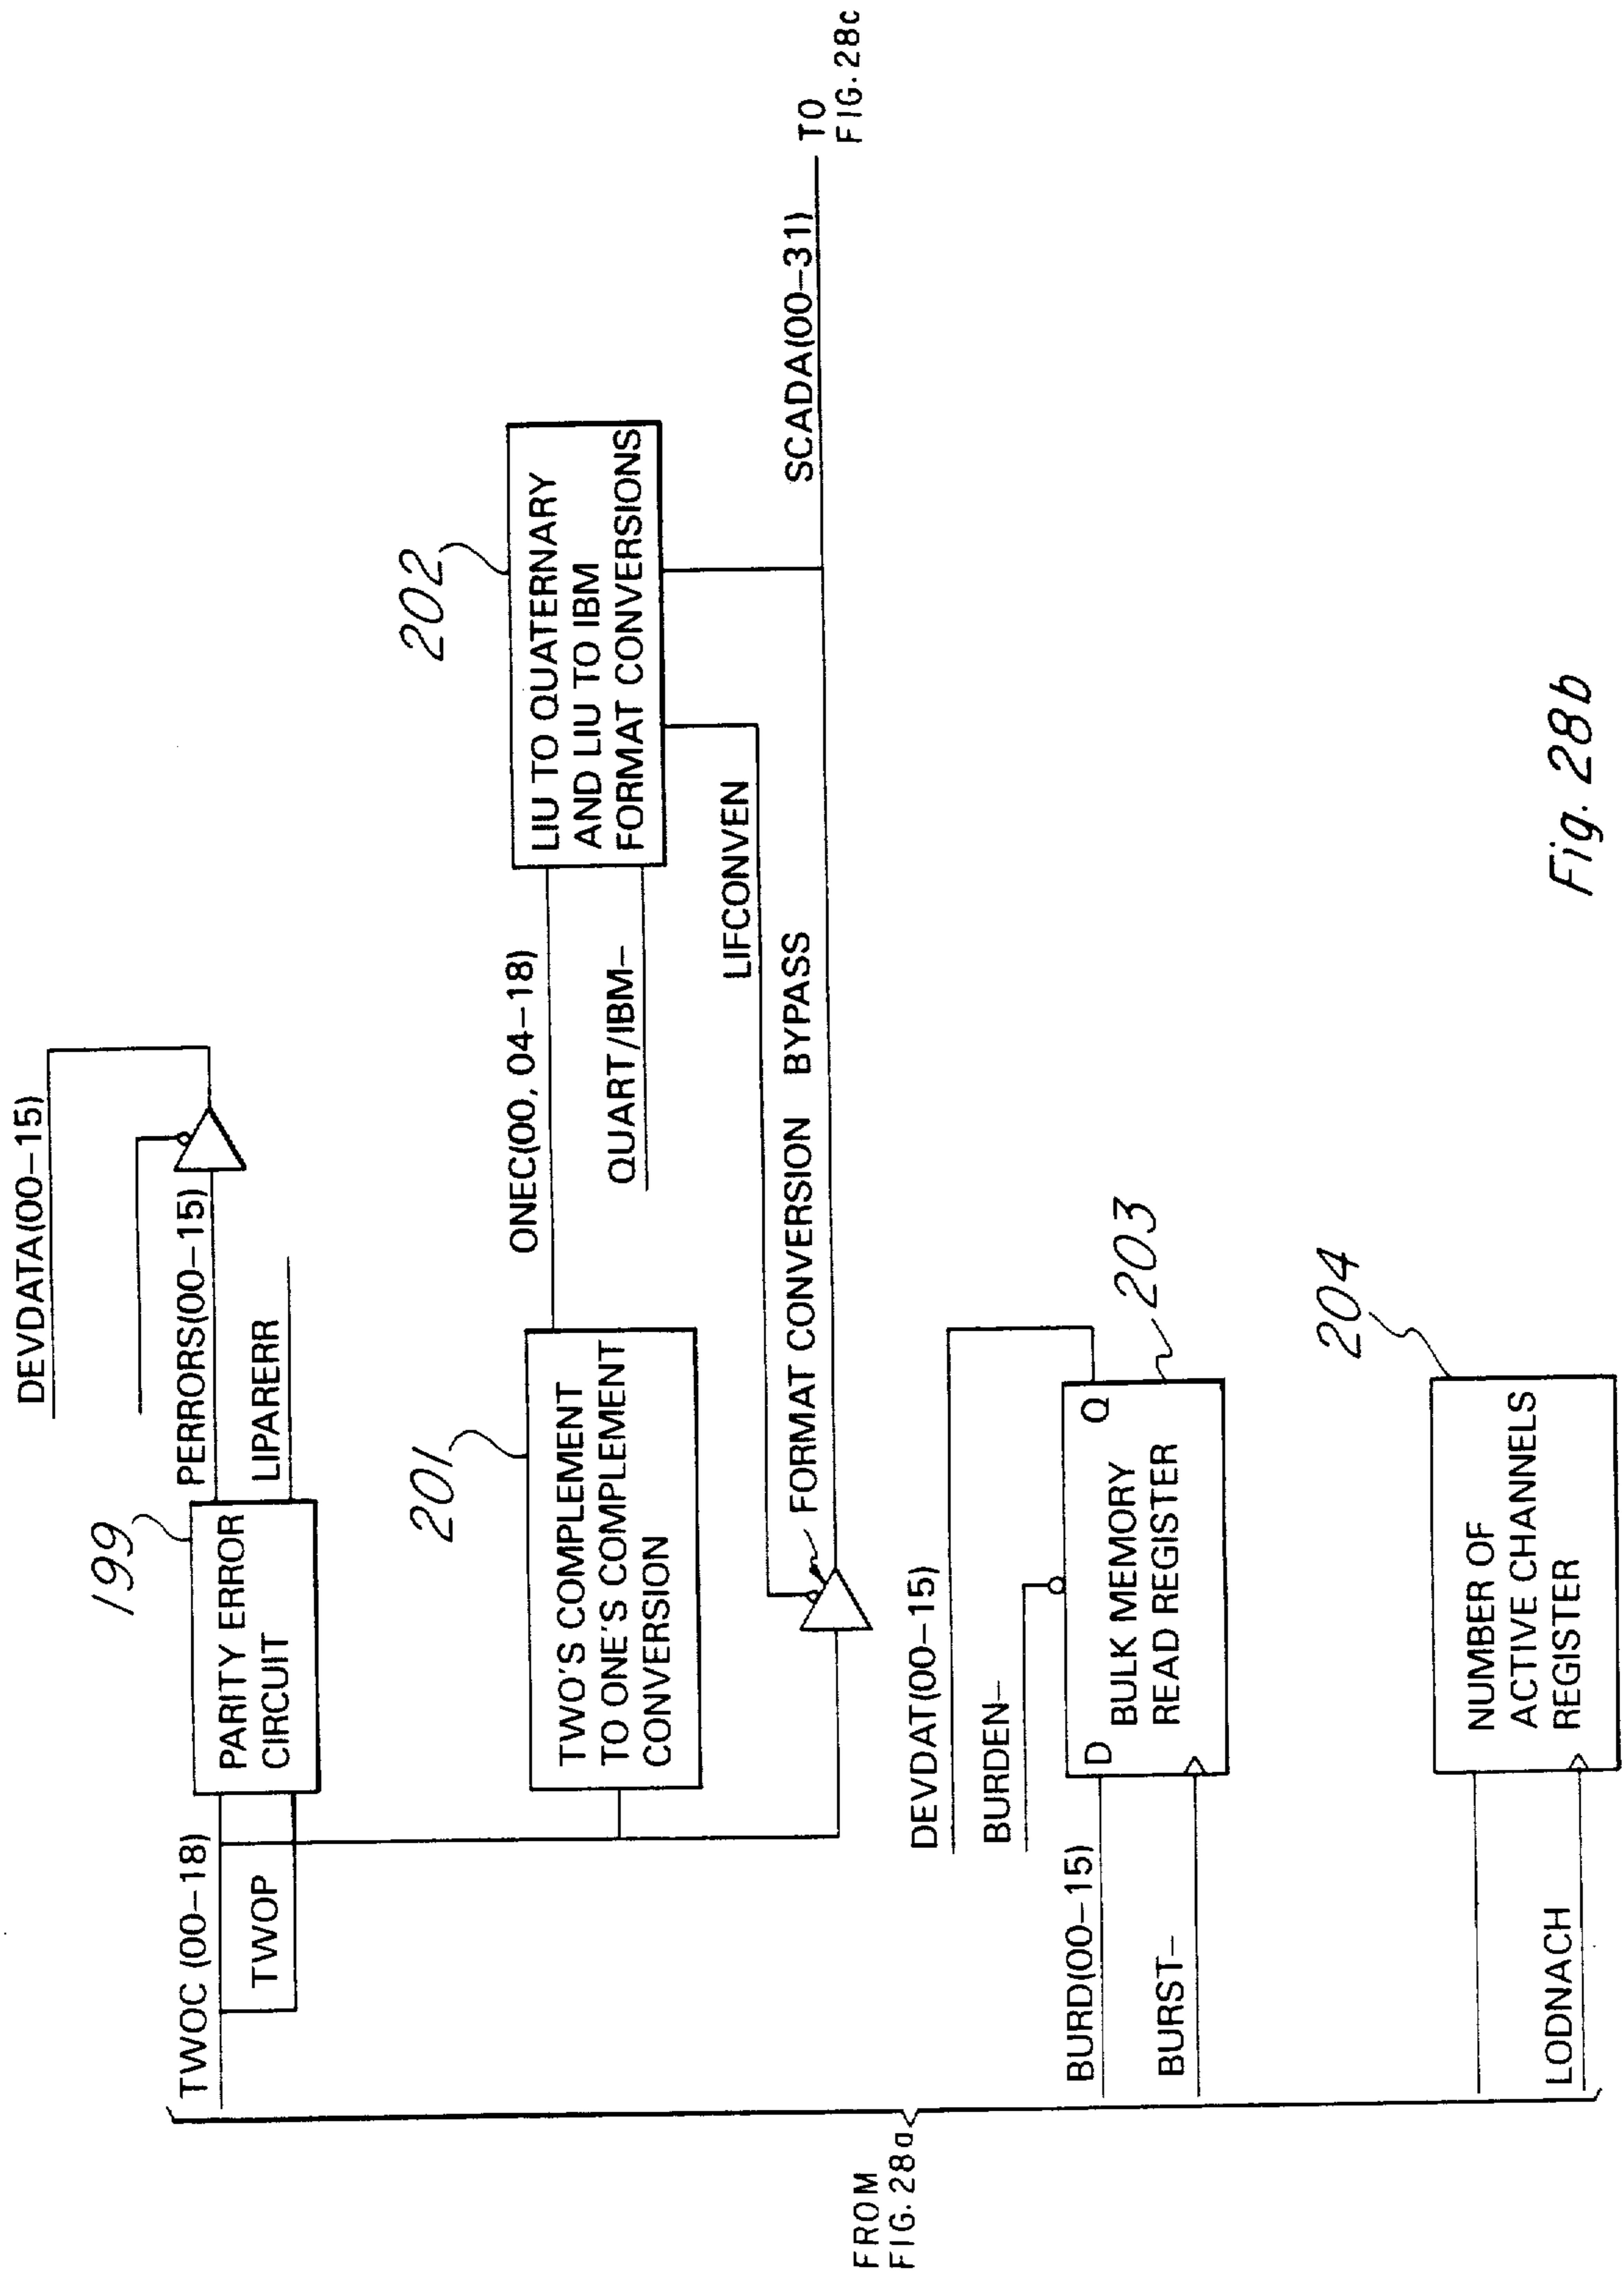 FROM
FIG. 28a
TWOC (00-18)
TWOP
199
PARITY ERROR
CIRCUIT
PERRORS(00-15)
LIPARERR
DEVDATA(00-15)
201
TWO'S COMPLEMENT
TO ONE'S COMPLEMENT
CONVERSION
ONEC(00, 04-18)
QUART/IBM-
202
LIU TO QUATERNARY
AND LIU TO IBM
FORMAT CONVERSIONS
LIFCONVEN
FORMAT CONVERSION BYPASS
SCADA(00-31)
TO
FIG. 28c
DEVDAT(00-15)
BURDEN-
BURD(00-15)
BURST-
D
Q
BULK MEMORY
READ REGISTER
203
204
NUMBER OF
ACTIVE CHANNELS
REGISTER
LODNACH
Fig. 28b